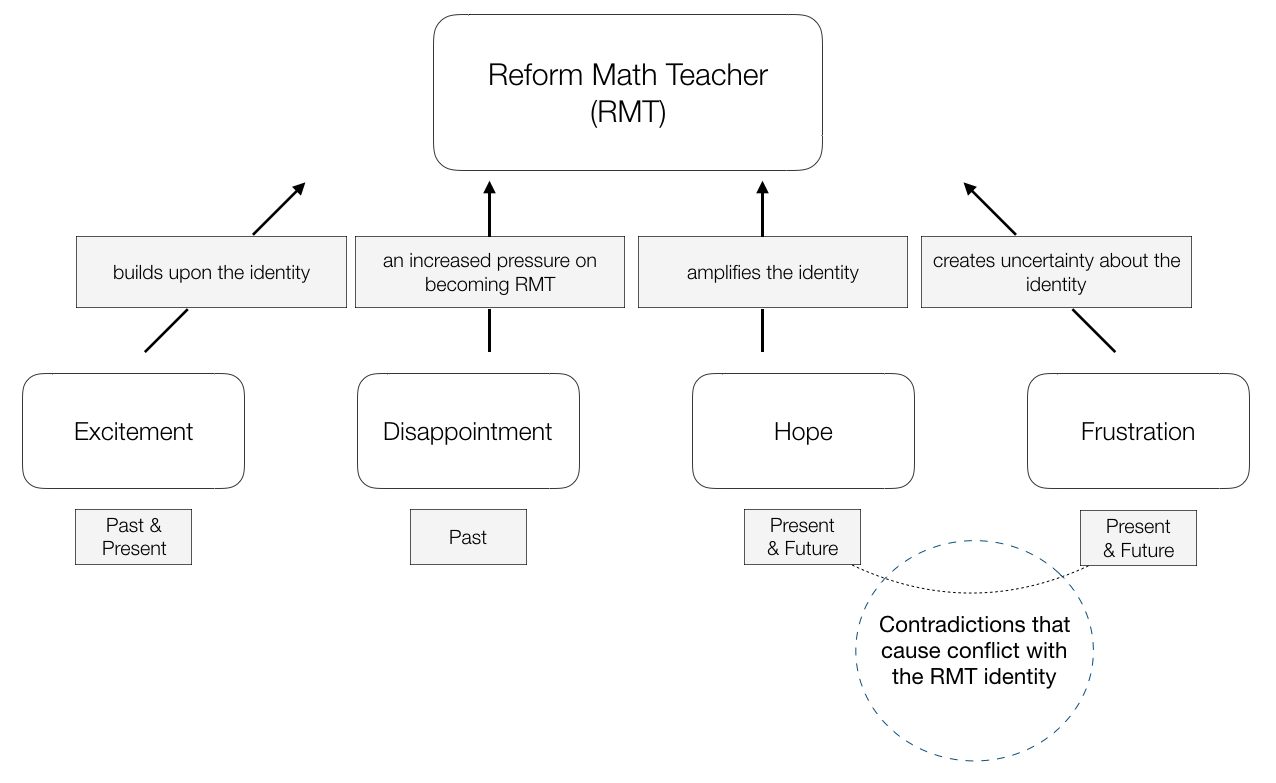 Reform Math Teacher
(RMT)
builds upon the identity
an increased pressure on
becoming RMT
amplifies the identity
creates uncertainty about the
identity
Excitement
Disappointment
Hope
Frustration
Past &
Present
Past
Present
& Future
Present
& Future
Contradictions that
cause conflict with
the RMT identity